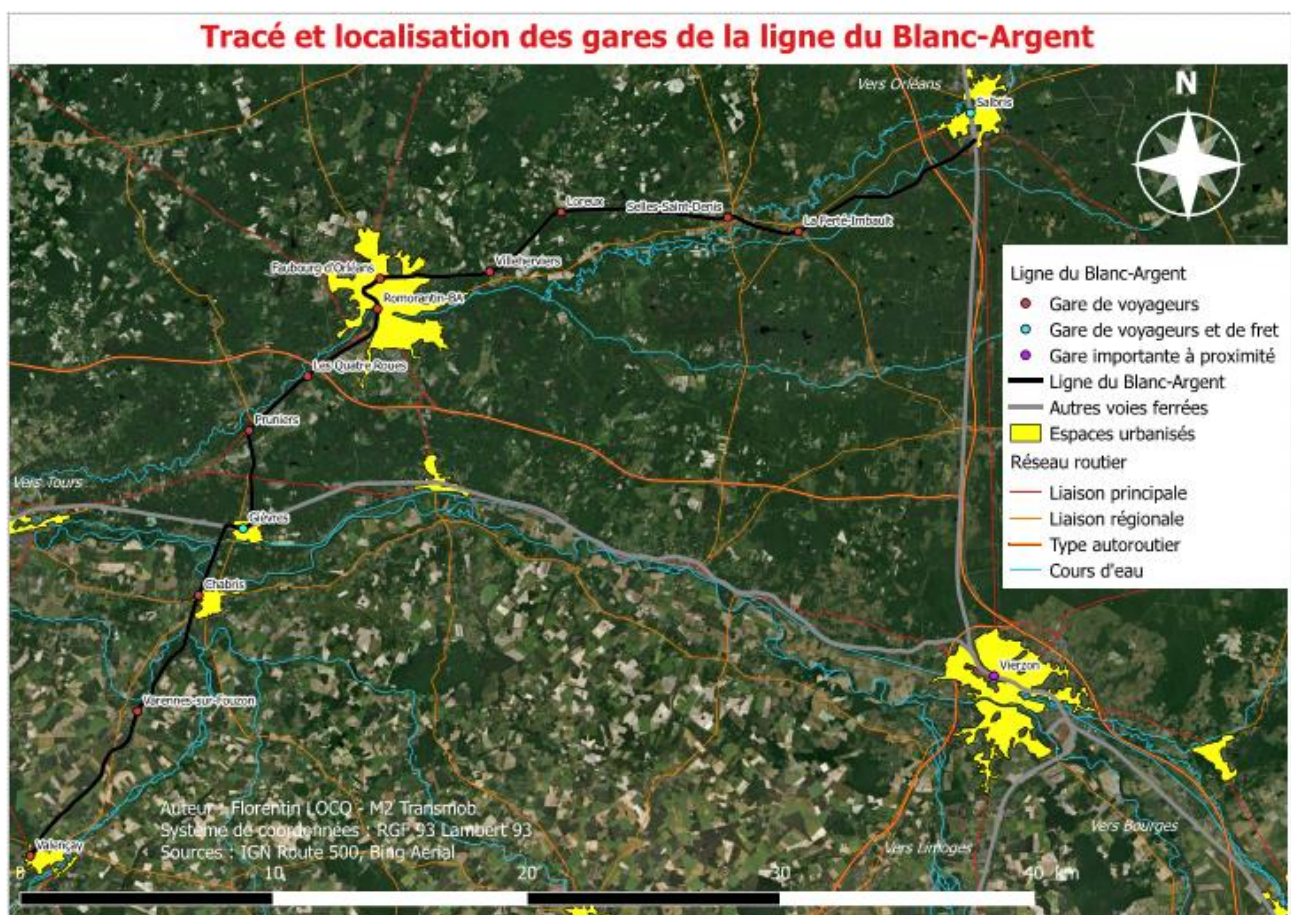 Tracé et localisation des gares de la ligne du Blanc-Argent
Vers Orléans
Salbris
N
Loreux
Selles-Saint-Denis
La Ferté-Imbault
Villeherviers
Faubourg d'Orléans
Romorantin-BA
Les Quatre Roues
Pruniers
Vers Tours
Gièvres
Chabris
Varennes-sur-Fouzon
Valençay
Vierzon
Vers Bourges
Vers Limoges
Ligne du Blanc-Argent
Gare de voyageurs
Gare de voyageurs et de fret
Gare importante à proximité
Ligne du Blanc-Argent
Autres voies ferrées
Espaces urbanisés
Réseau routier
Liaison principale
Liaison régionale
Type autoroutier
Cours d'eau
Auteur : Florentin LOCQ - M2 Transmob
Système de coordonnées : RGF 93 Lambert 93
Sources : IGN Route 500, Bing Aerial
0 10 20 30 40 km